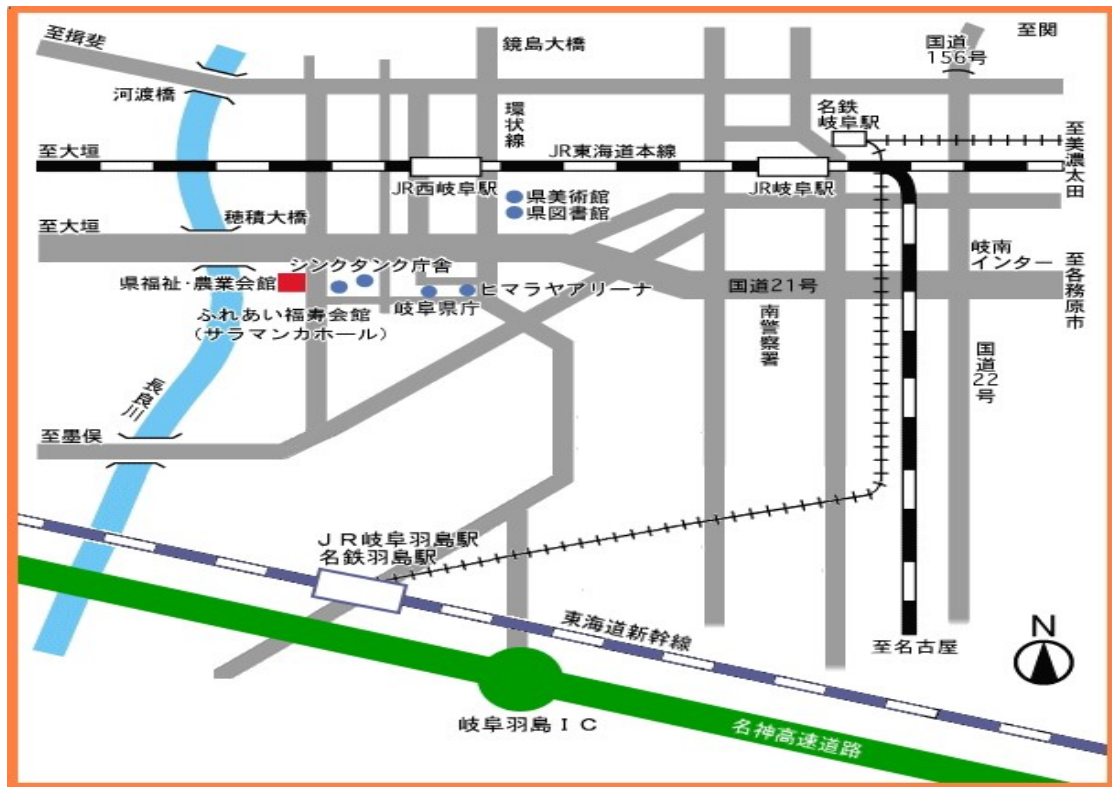 至揖斐
鏡島大橋
国道
156号
至関
河渡橋
環状線
名鉄
岐阜駅
至美濃太田
至大垣
JR東海道本線
JR西岐阜駅
JR岐阜駅
県美術館
県図書館
穂積大橋
至大垣
岐南
インター
至各務原市
シンクタンク庁舎
県福祉・農業会館
岐阜県庁
ヒマラヤアリーナ
国道21号
ふれあい福寿会館
(サラマンカホール)
南警察署
国道22号
長良川
至墨俣
JR岐阜羽島駅
名鉄羽島駅
東海道新幹線
至名古屋
N
岐阜羽島IC
名神高速道路